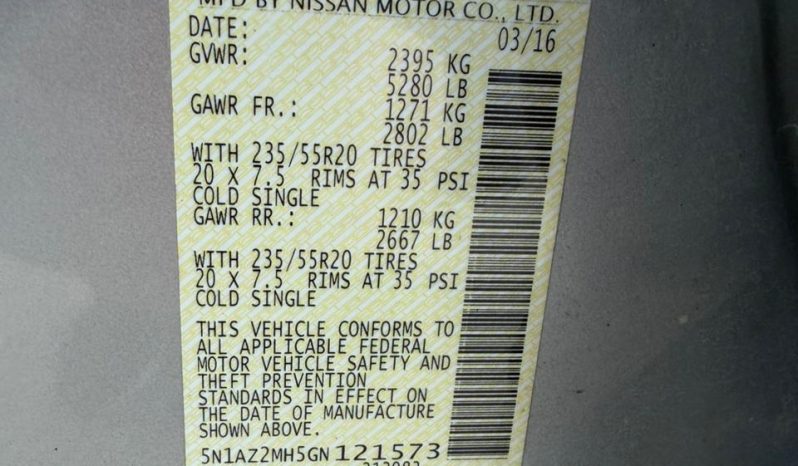 MFD BY NISSAN MOTOR CO., LTD.
DATE: 03/16
GVWR: 2395 KG
5280 LB
GAWR FR.: 1271 KG
2802 LB
WITH 235/55R20 TIRES
20 X 7.5 RIMS AT 35 PSI
COLD SINGLE
GAWR RR.: 1210 KG
2667 LB
WITH 235/55R20 TIRES
20 X 7.5 RIMS AT 35 PSI
COLD SINGLE
THIS VEHICLE CONFORMS TO
ALL APPLICABLE FEDERAL
MOTOR VEHICLE SAFETY AND
THEFT PREVENTION
STANDARDS IN EFFECT ON
THE DATE OF MANUFACTURE
SHOWN ABOVE.
5N1AZ2MH5GN121573